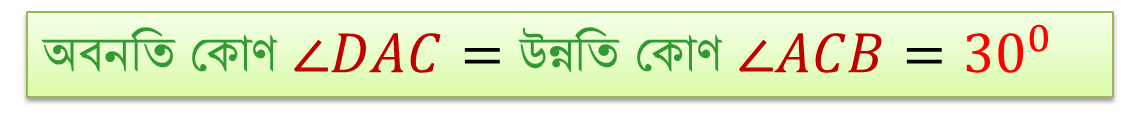 অবনতি কোণ ∠DAC = উন্নতি কোণ ∠ACB = 30⁰